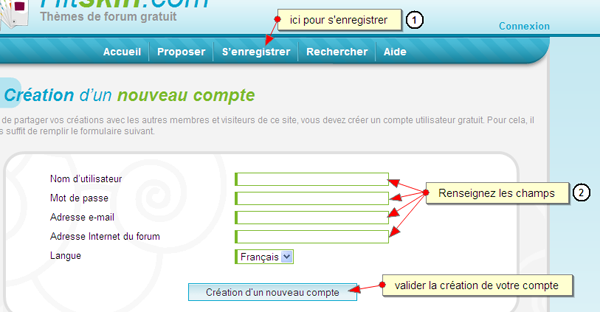 Hitskin.com
Thèmes de forum gratuit
ici pour s'enregistrer 1
Connexion
Accueil Proposer S'enregistrer Rechercher Aide
Création d'un nouveau compte
de partager vos créations avec les autres membres et visiteurs de ce site, vous devez créer un compte utilisateur gratuit. Pour cela, il
s suffit de remplir le formulaire suivant.
Nom d'utilisateur
Mot de passe
Renseignez les champs 2
Adresse e-mail
Adresse Internet du forum
Langue Français
valider la création de votre compte
Création d'un nouveau compte